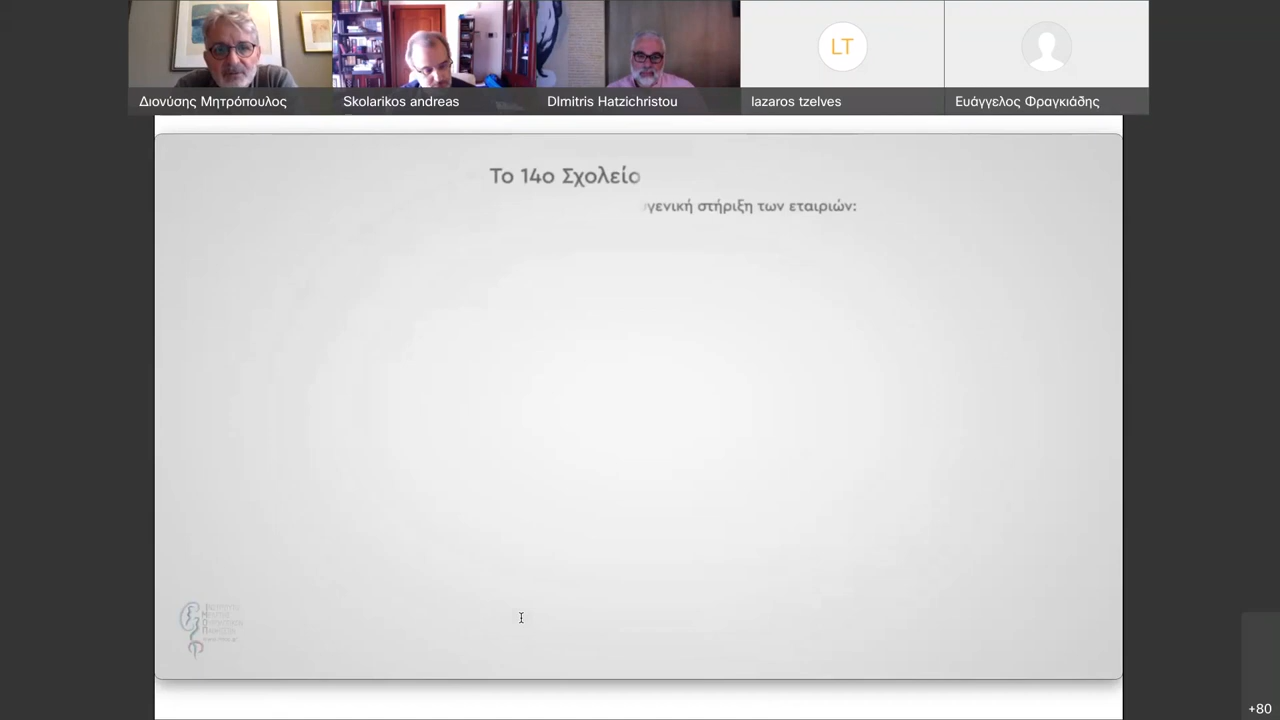 Διονύσης Μητρόπουλος
Skolarikos andreas
DImitris Hatzichristou
lazaros tzelves
Ευάγγελος Φραγκιάδης
LT
Το 14ο Σχολείο
γενική στήριξη των εταιριών:
+80